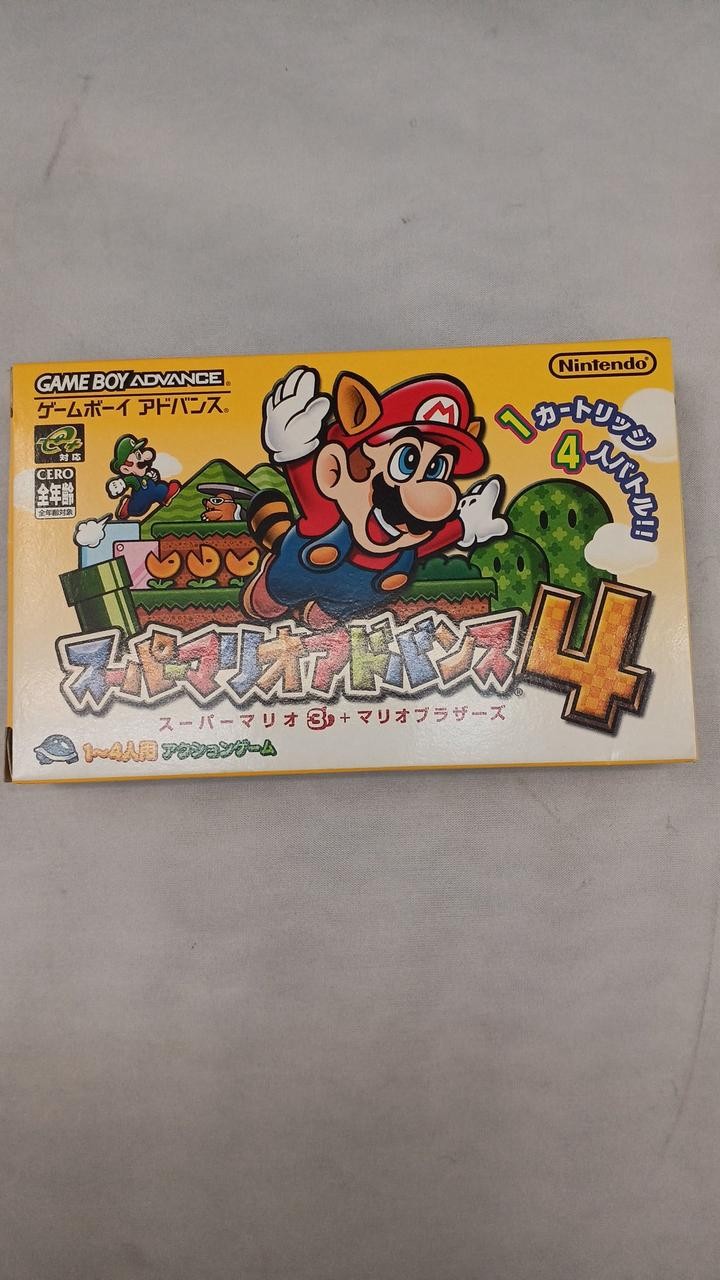 GAME BOY ADVANCE
ゲームボーイ アドバンス
Nintendo
e+
対応
CERO
全年齢
全年齢対象
1カートリッジ
4人バトル!!
M
スーパーマリオアドバンス4
スーパーマリオ3+マリオブラザーズ
1〜4人用 アクションゲーム